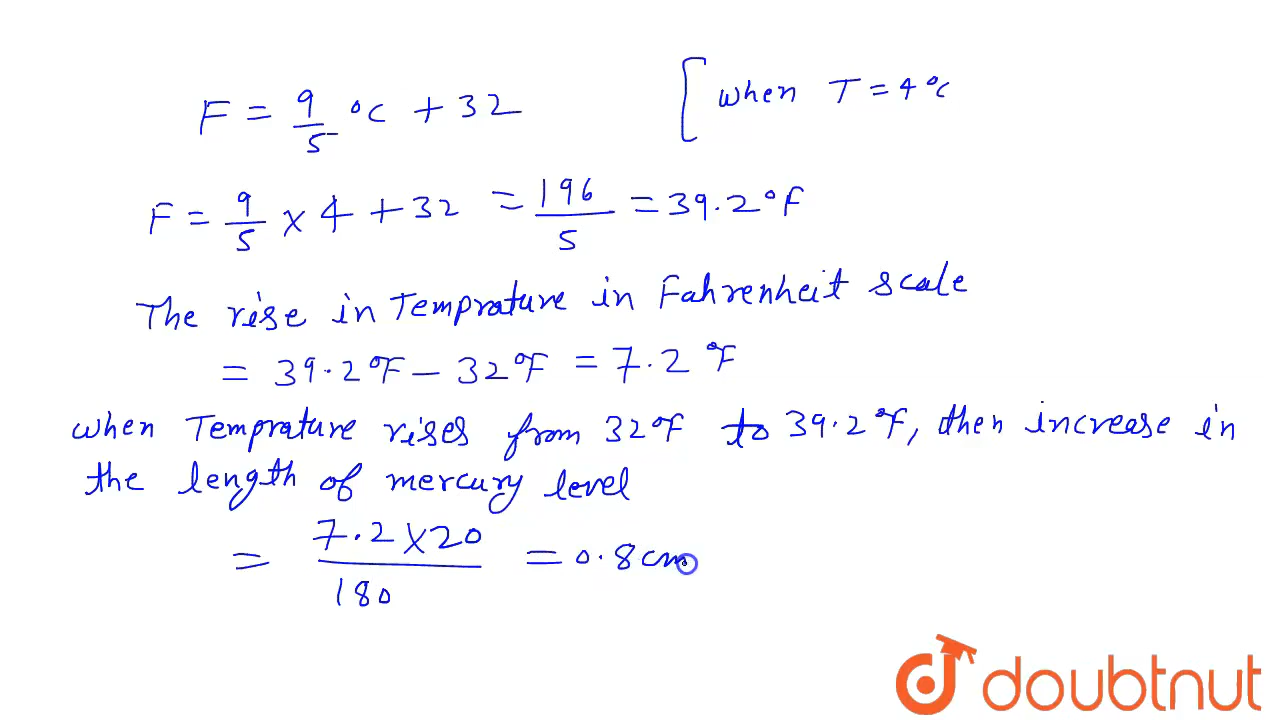 F = 9/5 °C + 32 [ when T = 4°C
F = 9/5 × 4 + 32 = 196/5 = 39.2°F
The rise in Temprature in Fahrenheit scale
= 39.2°F - 32°F = 7.2 °F
when Temprature rises from 32°F to 39.2°F, then increase in
the length of mercury level
= 7.2 × 20 / 180 = 0.8 cm
doubtnut